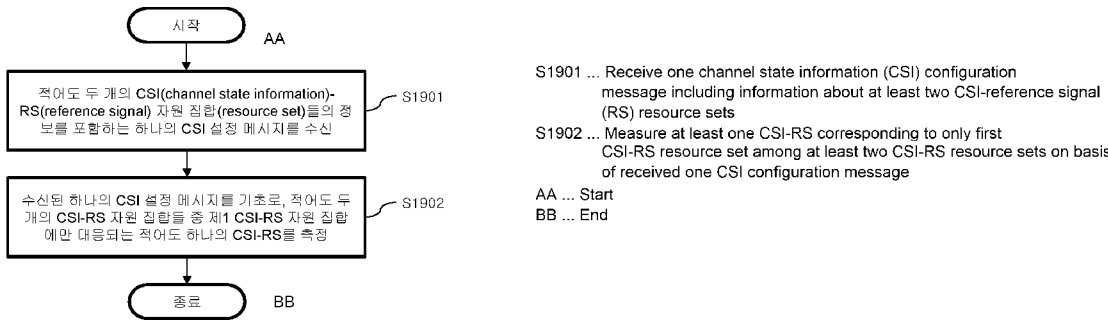 시작
AA
적어도 두 개의 CSI(channel state information)-
RS(reference signal) 자원 집합(resource set)들의 정
보를 포함하는 하나의 CSI 설정 메시지를 수신
S1901
수신된 하나의 CSI 설정 메시지를 기초로, 적어도 두
개의 CSI-RS 자원 집합들 중 제1 CSI-RS 자원 집합
에만 대응되는 적어도 하나의 CSI-RS를 측정
S1902
종료
BB
S1901 ... Receive one channel state information (CSI) configuration
message including information about at least two CSI-reference signal
(RS) resource sets
S1902 ... Measure at least one CSI-RS corresponding to only first
CSI-RS resource set among at least two CSI-RS resource sets on basis
of received one CSI configuration message
AA ... Start
BB ... End